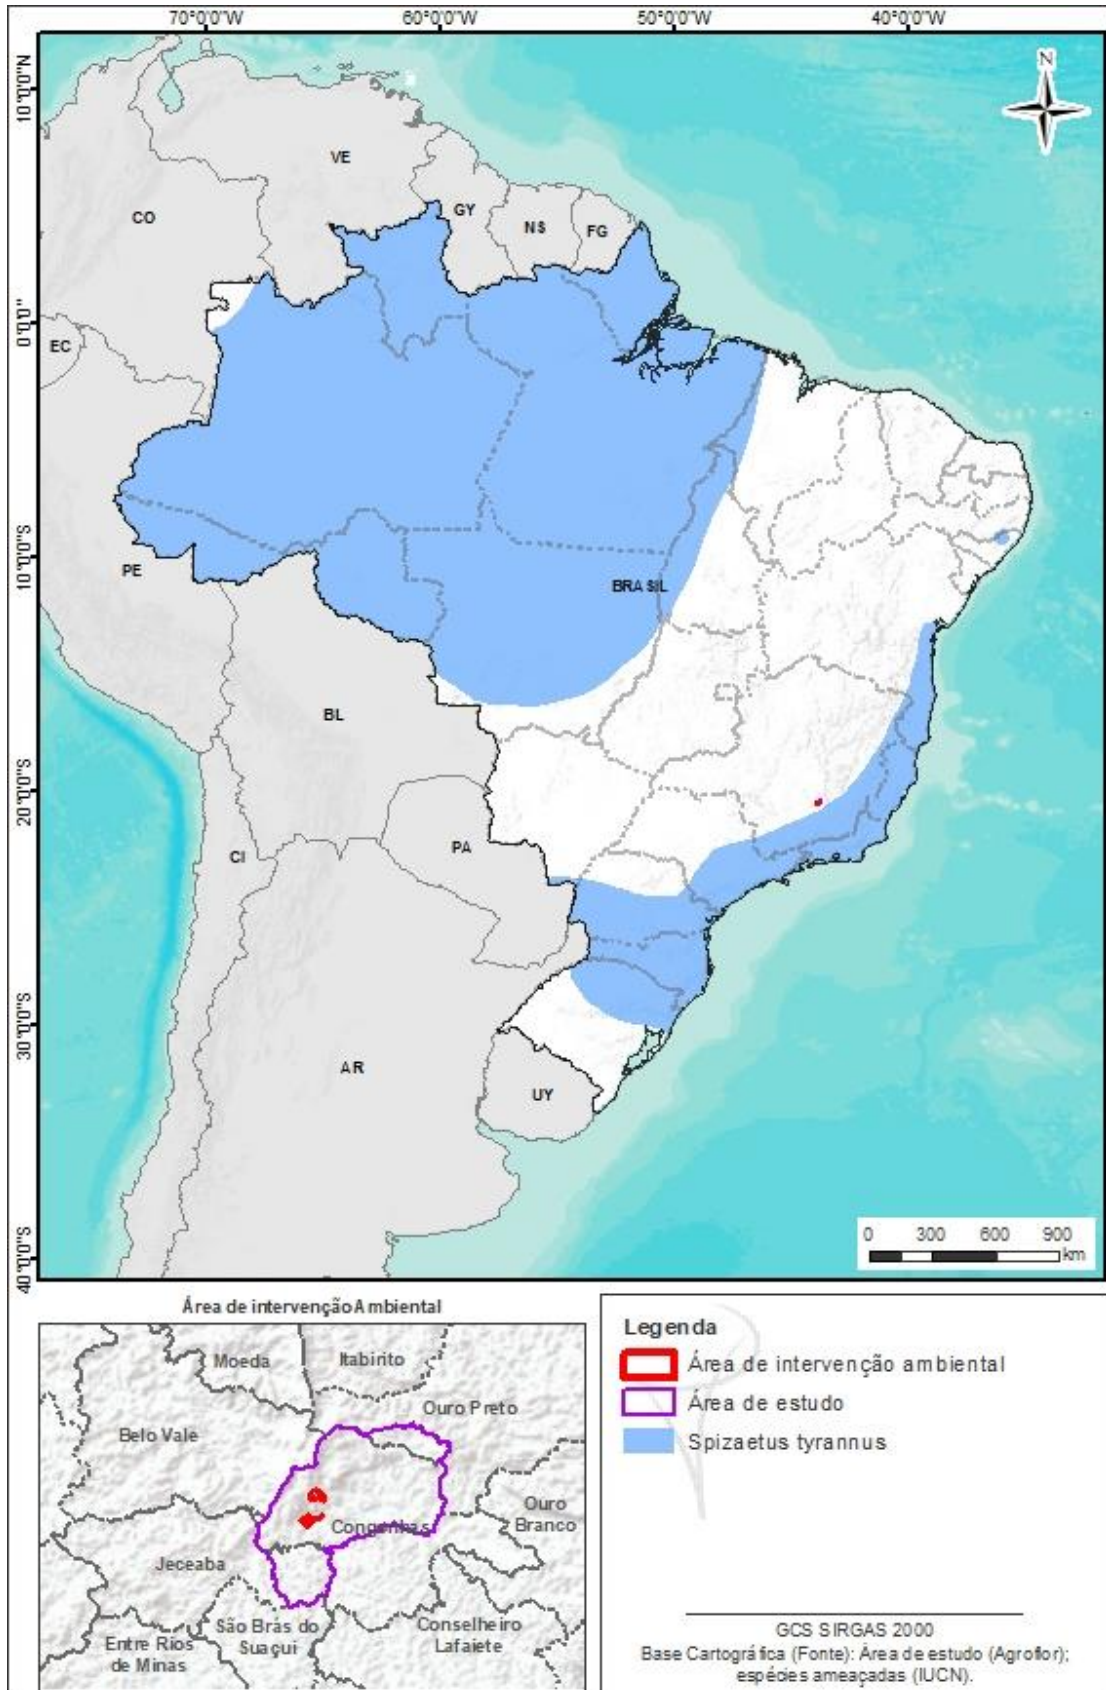 70°0'0"W 60°0'0"W 50°0'0"W 40°0'0"W
10°0'0"N
0°0'0"
10°0'0"S
20°0'0"S
30°0'0"S
40°0'0"S
N
VE
CO
GY
NS
FG
EC
PE
BRASIL
BL
PA
CI
AR
UY
0 300 600 900
km
Área de intervenção Ambiental
Moeda
Itabirito
Ouro Preto
Belo Vale
Ouro
Branco
Congonhas
Jeceaba
São Brás do
Suaçuí
Conselheiro
Lafaiete
Entre Rios
de Minas
Legenda
Área de intervenção ambiental
Área de estudo
Spizaetus tyrannus
GCS SIRGAS 2000
Base Cartográfica (Fonte): Área de estudo (Agroflor);
espécies ameaçadas (IUCN).